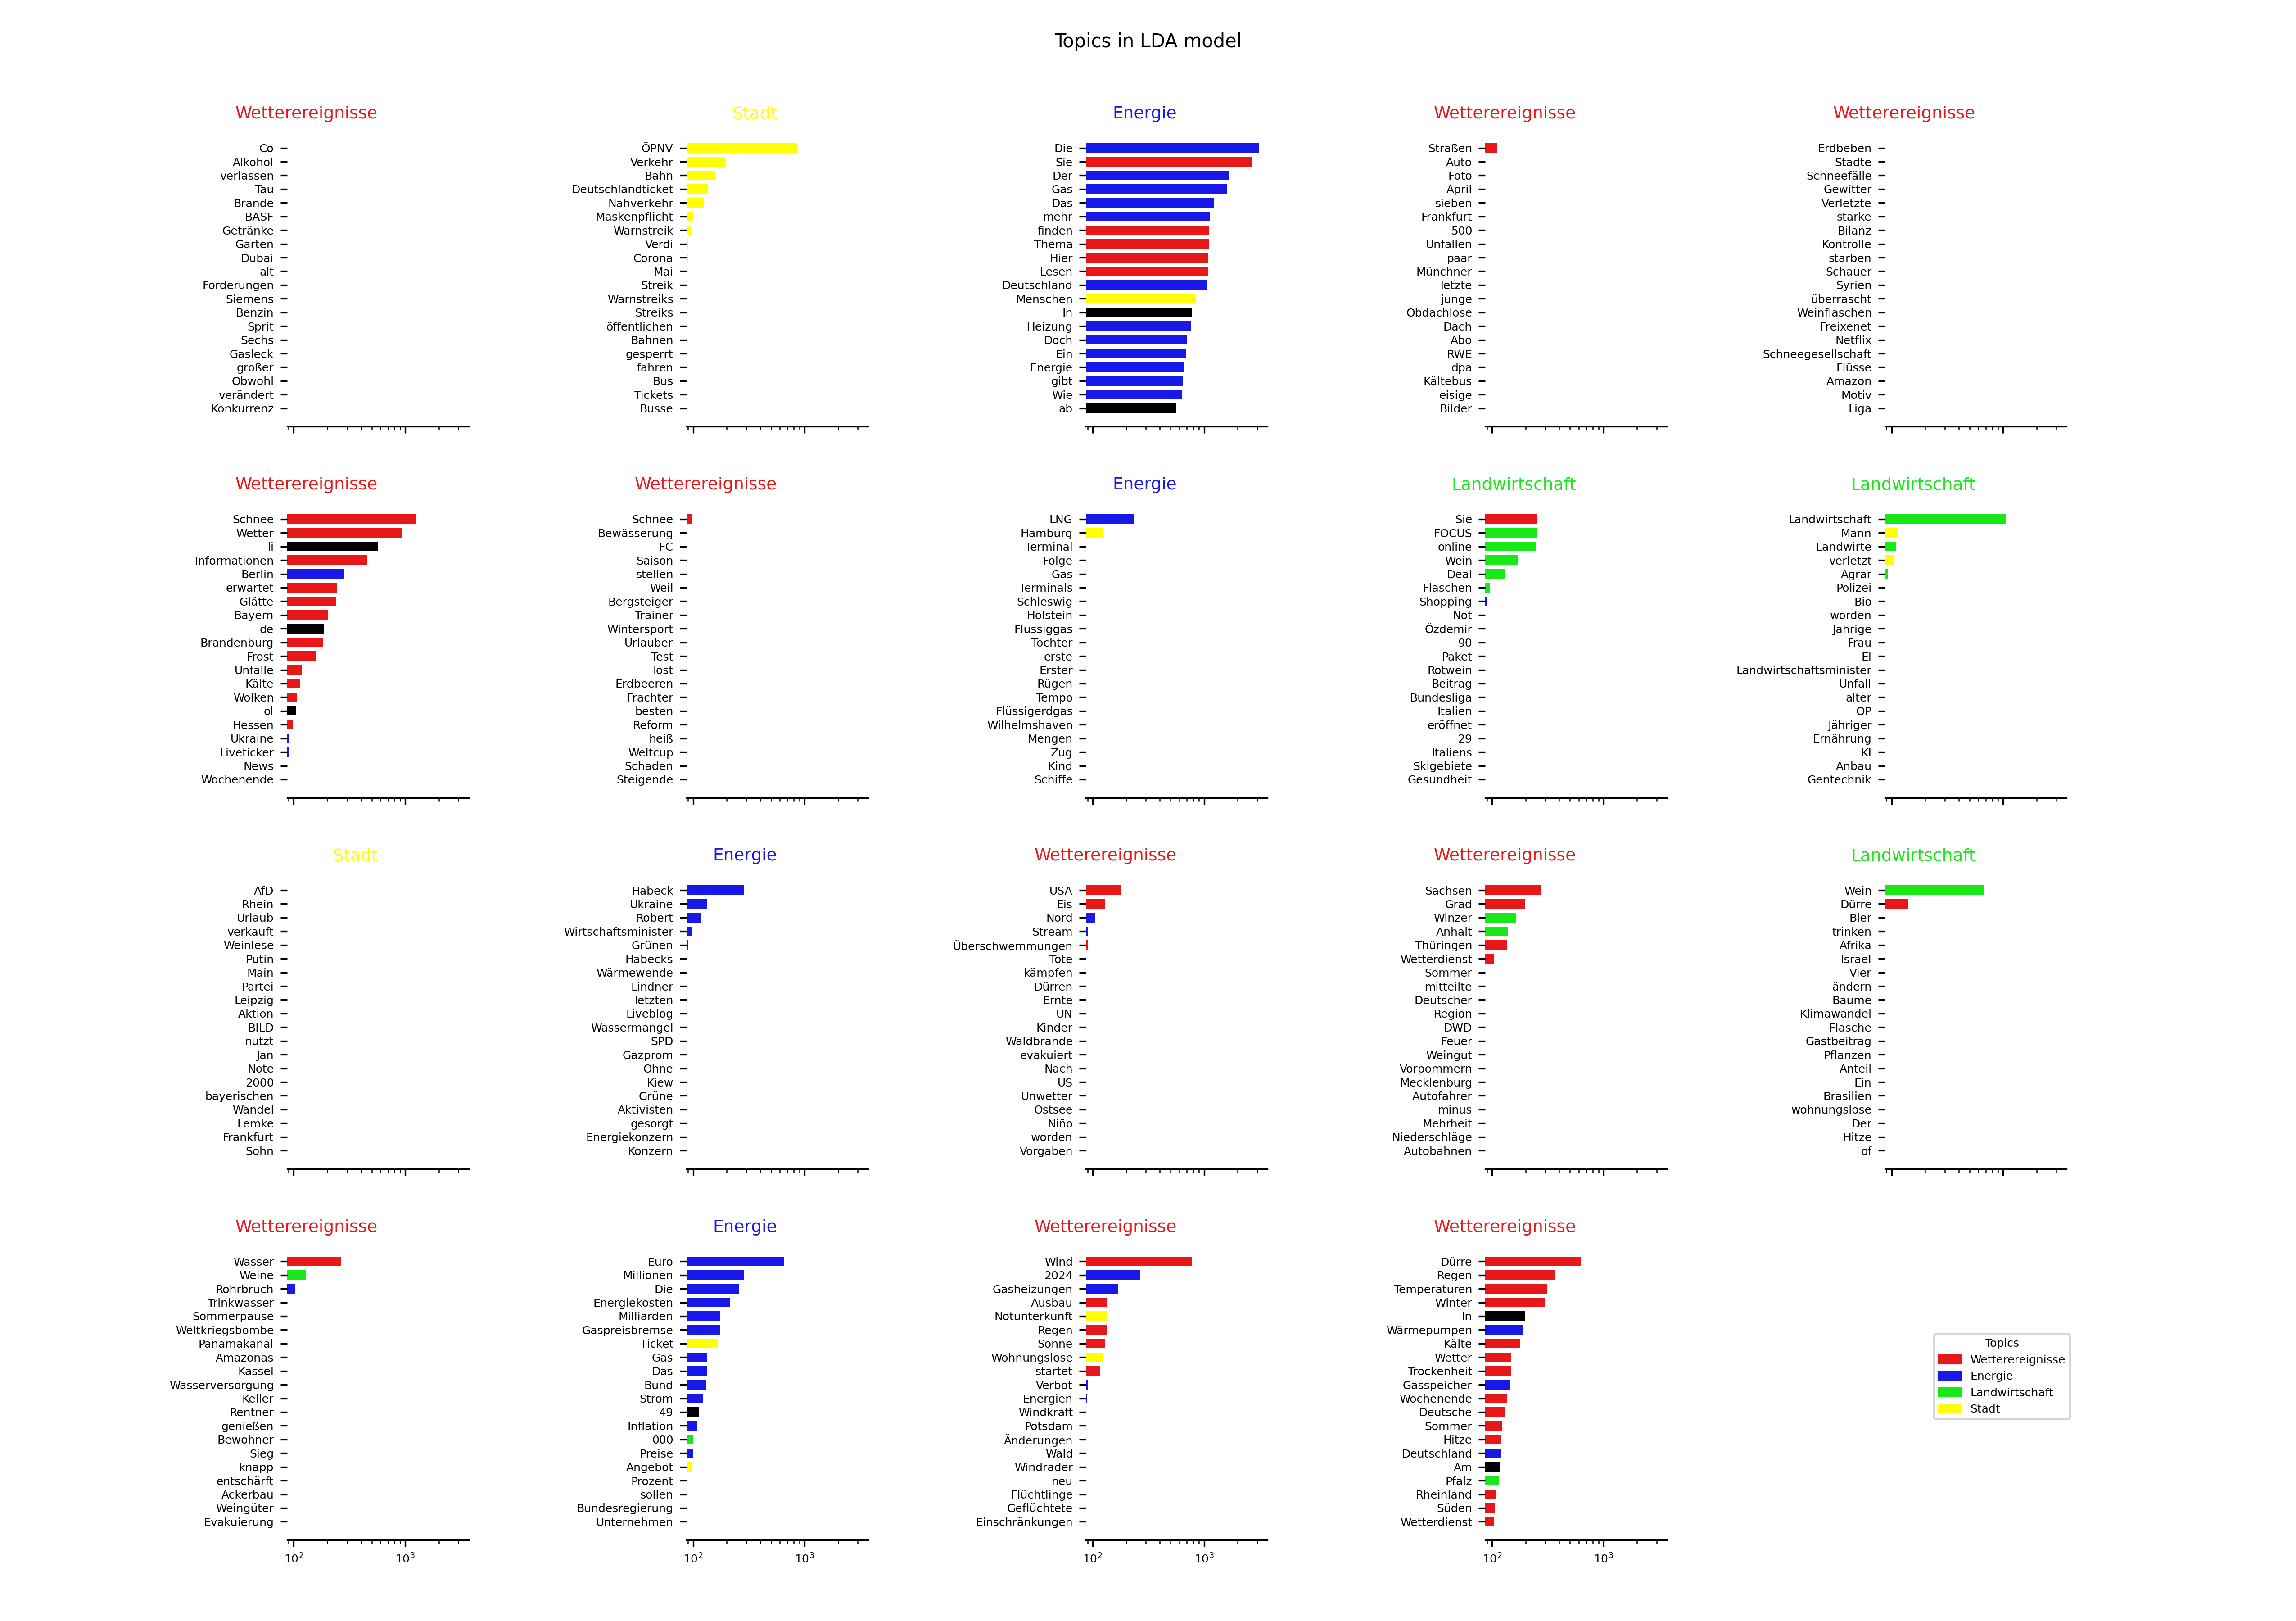 Topics in LDA model
Wetterereignisse
Co
Alkohol
verlassen
Tau
Brände
BASF
Getränke
Garten
Dubai
alt
Förderungen
Siemens
Benzin
Sprit
Sechs
Gasleck
großer
Obwohl
verändert
Konkurrenz
Stadt
ÖPNV
Verkehr
Bahn
Deutschlandticket
Nahverkehr
Maskenpflicht
Warnstreik
Verdi
Corona
Mai
Streik
Warnstreiks
Streiks
öffentlichen
Bahnen
gesperrt
fahren
Bus
Tickets
Busse
Energie
Die
Sie
Der
Gas
Das
mehr
finden
Thema
Hier
Lesen
Deutschland
Menschen
In
Heizung
Doch
Ein
Energie
gibt
Wie
ab
Wetterereignisse
Straßen
Auto
Foto
April
sieben
Frankfurt
500
Unfällen
paar
Münchner
letzte
junge
Obdachlose
Dach
Abo
RWE
dpa
Kältebus
eisige
Bilder
Wetterereignisse
Erdbeben
Städte
Schneefälle
Gewitter
Verletzte
starke
Bilanz
Kontrolle
starben
Schauer
Syrien
überrascht
Weinflaschen
Freixenet
Netflix
Schneegesellschaft
Flüsse
Amazon
Motiv
Liga
Wetterereignisse
Schnee
Wetter
li
Informationen
Berlin
erwartet
Glätte
Bayern
de
Brandenburg
Frost
Unfälle
Kälte
Wolken
ol
Hessen
Ukraine
Liveticker
News
Wochenende
Wetterereignisse
Schnee
Bewässerung
FC
Saison
stellen
Weil
Bergsteiger
Trainer
Wintersport
Urlauber
Test
löst
Erdbeeren
Frachter
besten
Reform
heiß
Weltcup
Schaden
Steigende
Energie
LNG
Hamburg
Terminal
Folge
Gas
Terminals
Schleswig
Holstein
Flüssiggas
Tochter
erste
Erster
Rügen
Tempo
Flüssigerdgas
Wilhelmshaven
Mengen
Zug
Kind
Schiffe
Landwirtschaft
Sie
FOCUS
online
Wein
Deal
Flaschen
Shopping
Not
Özdemir
90
Paket
Rotwein
Beitrag
Bundesliga
Italien
eröffnet
29
Italiens
Skigebiete
Gesundheit
Landwirtschaft
Landwirtschaft
Mann
Landwirte
verletzt
Agrar
Polizei
Bio
worden
Jährige
Frau
El
Landwirtschaftsminister
Unfall
alter
OP
Jähriger
Ernährung
KI
Anbau
Gentechnik
Stadt
AfD
Rhein
Urlaub
verkauft
Weinlese
Putin
Main
Partei
Leipzig
Aktion
BILD
nutzt
Jan
Note
2000
bayerischen
Wandel
Lemke
Frankfurt
Sohn
Energie
Habeck
Ukraine
Robert
Wirtschaftsminister
Grünen
Habecks
Wärmewende
Lindner
letzten
Liveblog
Wassermangel
SPD
Gazprom
Ohne
Kiew
Grüne
Aktivisten
gesorgt
Energiekonzern
Konzern
Wetterereignisse
USA
Eis
Nord
Stream
Überschwemmungen
Tote
kämpfen
Dürren
Ernte
UN
Kinder
Waldbrände
evakuiert
Nach
US
Unwetter
Ostsee
Niño
worden
Vorgaben
Wetterereignisse
Sachsen
Grad
Winzer
Anhalt
Thüringen
Wetterdienst
Sommer
mitteilte
Deutscher
Region
DWD
Feuer
Weingut
Vorpommern
Mecklenburg
Autofahrer
minus
Mehrheit
Niederschläge
Autobahnen
Landwirtschaft
Wein
Dürre
Bier
trinken
Afrika
Israel
Vier
ändern
Bäume
Klimawandel
Flasche
Gastbeitrag
Pflanzen
Anteil
Ein
Brasilien
wohnungslose
Der
Hitze
of
Wetterereignisse
Wasser
Weine
Rohrbruch
Trinkwasser
Sommerpause
Weltkriegsbombe
Panamakanal
Amazonas
Kassel
Wasserversorgung
Keller
Rentner
genießen
Bewohner
Sieg
knapp
entschärft
Ackerbau
Weingüter
Evakuierung
10²
10³
Energie
Euro
Millionen
Die
Energiekosten
Milliarden
Gaspreisbremse
Ticket
Gas
Das
Bund
Strom
49
Inflation
000
Preise
Angebot
Prozent
sollen
Bundesregierung
Unternehmen
10²
10³
Wetterereignisse
Wind
2024
Gasheizungen
Ausbau
Notunterkunft
Regen
Sonne
Wohnungslose
startet
Verbot
Energien
Windkraft
Potsdam
Änderungen
Wald
Windräder
neu
Flüchtlinge
Geflüchtete
Einschränkungen
10²
10³
Wetterereignisse
Dürre
Regen
Temperaturen
Winter
In
Wärmepumpen
Kälte
Wetter
Trockenheit
Gasspeicher
Wochenende
Deutsche
Sommer
Hitze
Deutschland
Am
Pfalz
Rheinland
Süden
Wetterdienst
10²
10³
Topics
Wetterereignisse
Energie
Landwirtschaft
Stadt